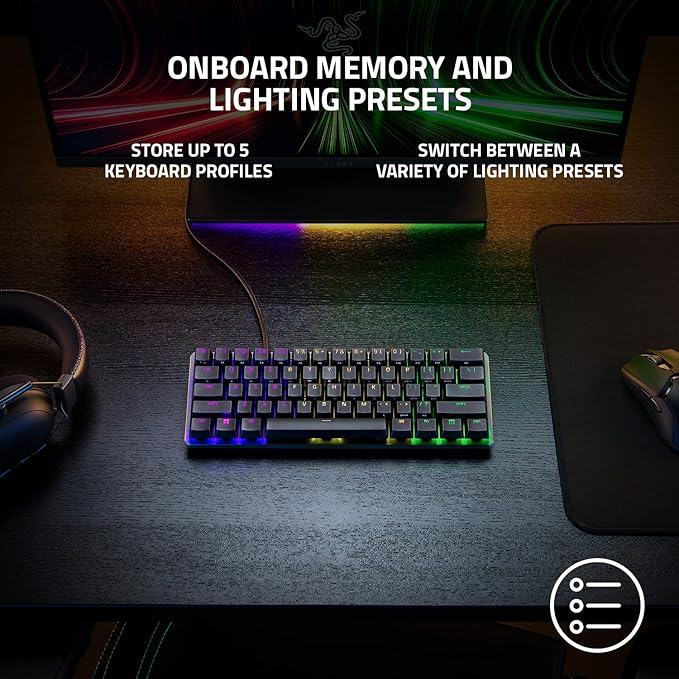 ONBOARD MEMORY AND
LIGHTING PRESETS
STORE UP TO 5
KEYBOARD PROFILES
SWITCH BETWEEN A
VARIETY OF LIGHTING PRESETS